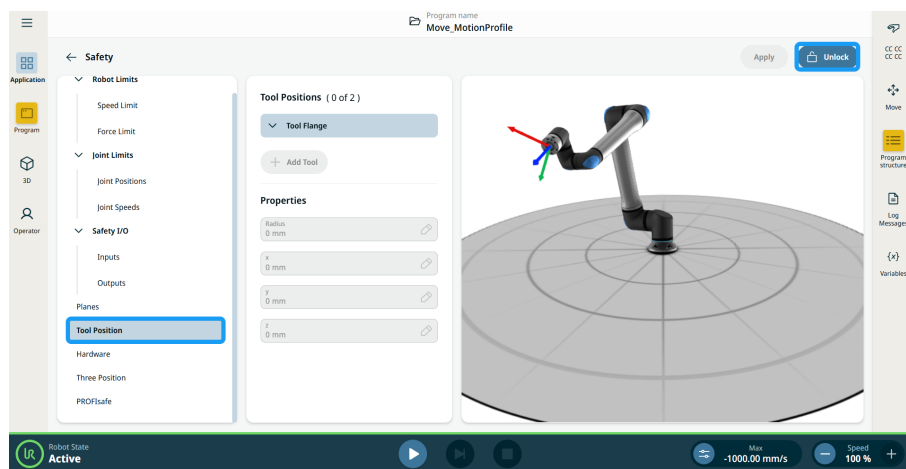 Program name
Move_MotionProfile
Application
Program
3D
Operator
Safety
Apply
Unlock
Robot Limits
Speed Limit
Force Limit
Joint Limits
Joint Positions
Joint Speeds
Safety I/O
Inputs
Outputs
Planes
Tool Position
Hardware
Three Position
PROFIsafe
Tool Positions ( 0 of 2 )
Tool Flange
Add Tool
Properties
Radius
0 mm
x
0 mm
y
0 mm
z
0 mm
CC CC
CC CC
Move
Program
structure
Log
Messages
{x}
Variables
UR
Robot State
Active
Max
-1000.00 mm/s
Speed
100 %